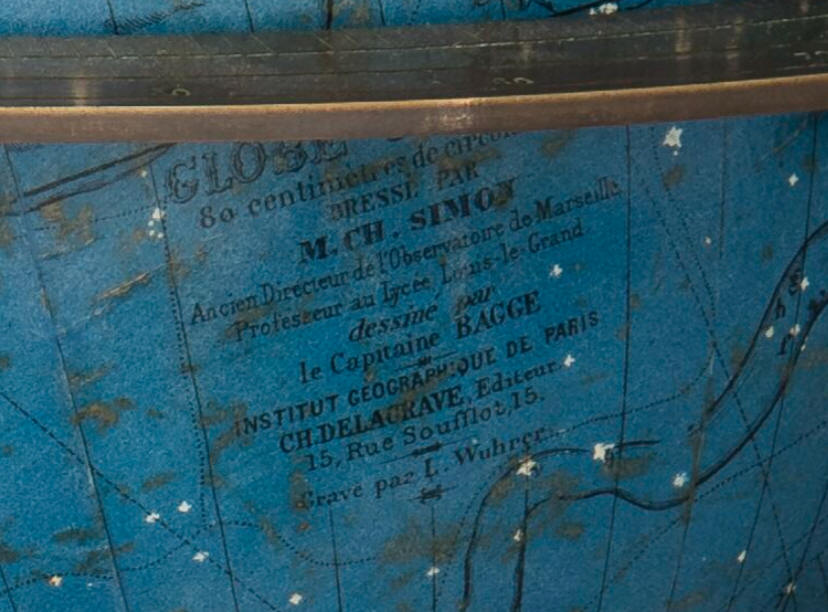 GLOBE
80 centimètres de circon
DRESSÉ PAR
M. CH. SIMON
Ancien Directeur de l'Observatoire de Marseille
Professeur au Lycée Louis-le-Grand
dessiné par
le Capitaine BAGGE
INSTITUT GÉOGRAPHIQUE DE PARIS
CH. DELAGRAVE, Editeur
15, Rue Soufflot, 15.
Gravé par L. Wuhrer
g
h
f